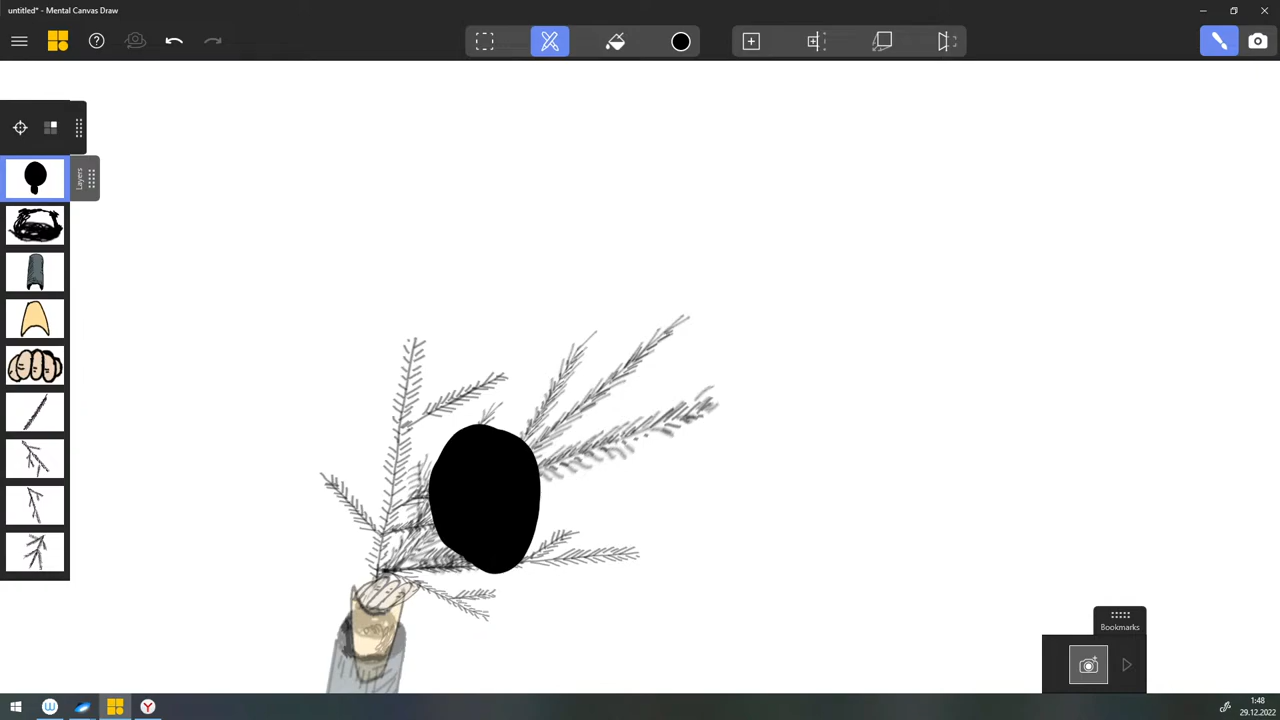 untitled* - Mental Canvas Draw
Layers
Bookmarks
1:48
29.12.2022